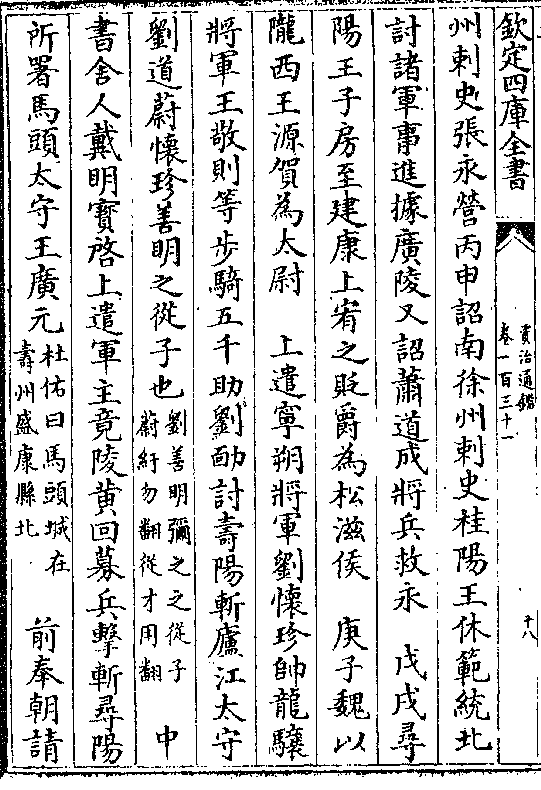 欽定四庫全書
資治通鑑
卷一百三十一
十八
州刺史張永營丙申詔南徐州刺史桂陽王休範統北
討諸軍事進據廣陵又詔蕭道成將兵救永　戊戌尋
陽王子房至建康上宥之貶爵為松滋侯　庚子魏以
隴西王源賀為太尉　上遣寧朔將軍劉懷珍帥龍驤
將軍王敬則等步騎五千助劉勔討壽陽斬廬江太守
劉道蔚懷珍善明之從子也
劉善明彌之之從子
蔚紆勿翻從才用翻
中
書舍人戴明寳啓上遣軍主竟陵黄回募兵擊斬尋陽
所署馬頭太守王廣元
杜佑曰馬頭城在
壽州盛康縣北
前奉朝請